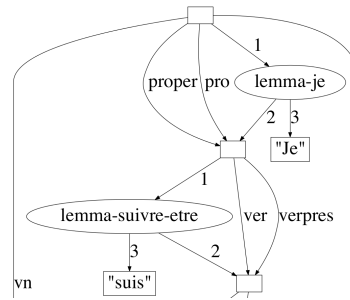 1
proper pro lemma-je
2 3
"Je"
1
lemma-suivre-etre ver verpres
3 2
vn "suis"